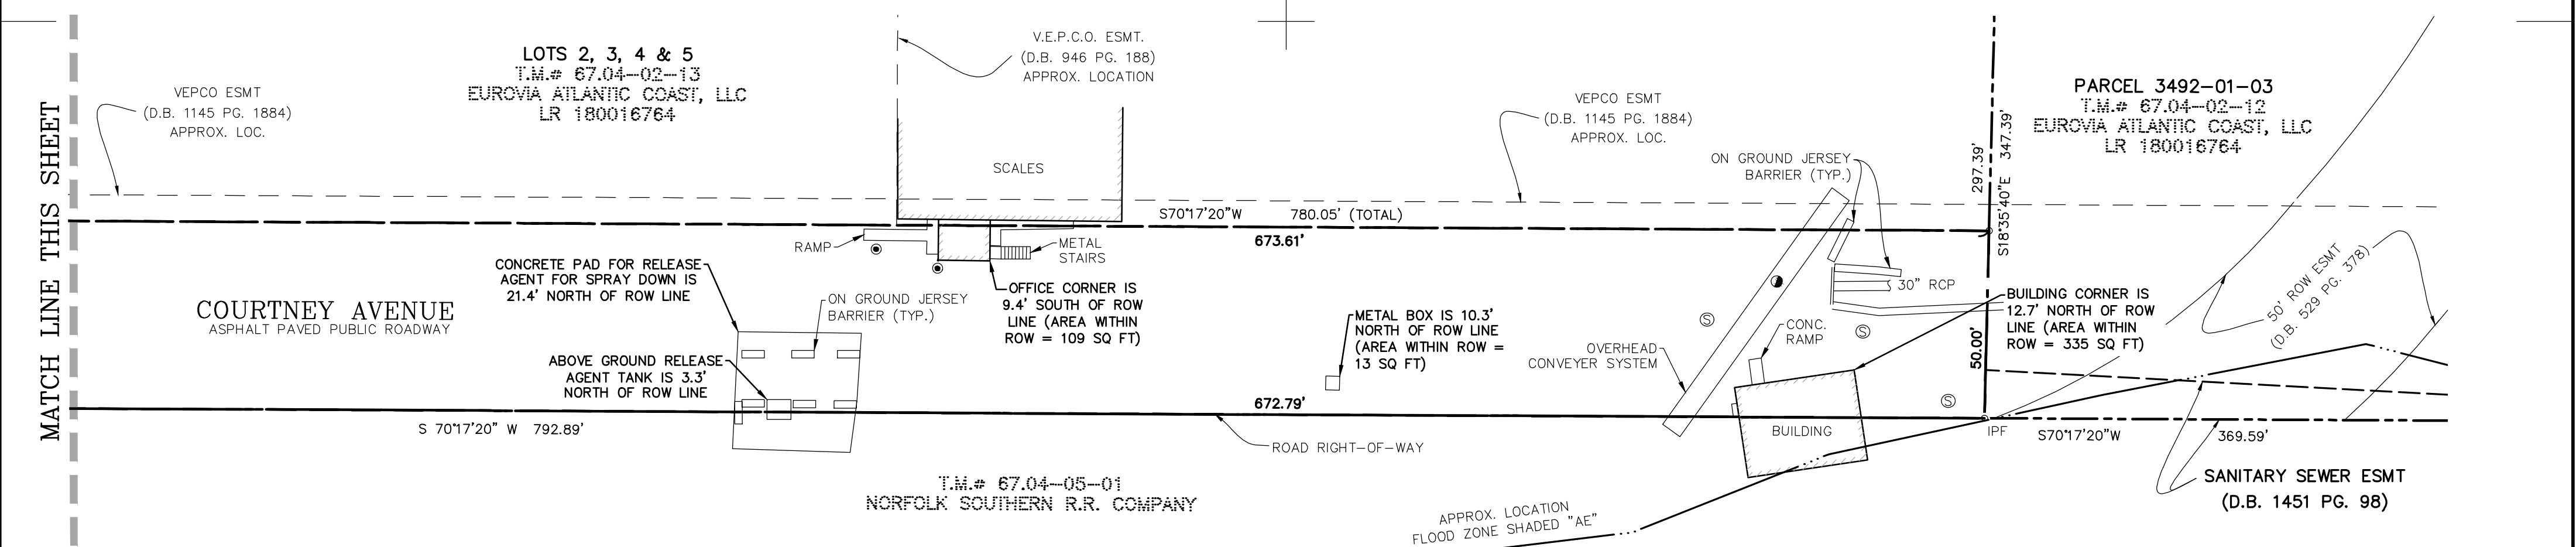 MATCH LINE THIS SHEET
VEPCO ESMT
(D.B. 1145 PG. 1884)
APPROX. LOC.
LOTS 2, 3, 4 & 5
T.M.# 67.04-02-13
EUROVIA ATLANTIC COAST, LLC
LR 180016764
V.E.P.C.O. ESMT.
(D.B. 946 PG. 188)
APPROX. LOCATION
SCALES
VEPCO ESMT
(D.B. 1145 PG. 1884)
APPROX. LOC.
ON GROUND JERSEY
BARRIER (TYP.)
297.39'
S18°35'40"E 347.39'
PARCEL 3492-01-03
T.M.# 67.04-02-12
EUROVIA ATLANTIC COAST, LLC
LR 180016764
S70°17'20"W 780.05' (TOTAL)
673.61'
RAMP
METAL
STAIRS
CONCRETE PAD FOR RELEASE
AGENT FOR SPRAY DOWN IS
21.4' NORTH OF ROW LINE
COURTNEY AVENUE
ASPHALT PAVED PUBLIC ROADWAY
ON GROUND JERSEY
BARRIER (TYP.)
OFFICE CORNER IS
9.4' SOUTH OF ROW
LINE (AREA WITHIN
ROW = 109 SQ FT)
METAL BOX IS 10.3'
NORTH OF ROW LINE
(AREA WITHIN ROW =
13 SQ FT)
30" RCP
S
S
S
CONC.
RAMP
OVERHEAD
CONVEYER SYSTEM
BUILDING CORNER IS
12.7' NORTH OF ROW
LINE (AREA WITHIN
ROW = 335 SQ FT)
50.00'
50' ROW ESMT
(D.B. 529 PG. 378)
ABOVE GROUND RELEASE
AGENT TANK IS 3.3'
NORTH OF ROW LINE
672.79'
S 70°17'20" W 792.89'
ROAD RIGHT-OF-WAY
BUILDING
IPF
S70°17'20"W 369.59'
SANITARY SEWER ESMT
(D.B. 1451 PG. 98)
T.M.# 67.04-05-01
NORFOLK SOUTHERN R.R. COMPANY
APPROX. LOCATION
FLOOD ZONE SHADED "AE"